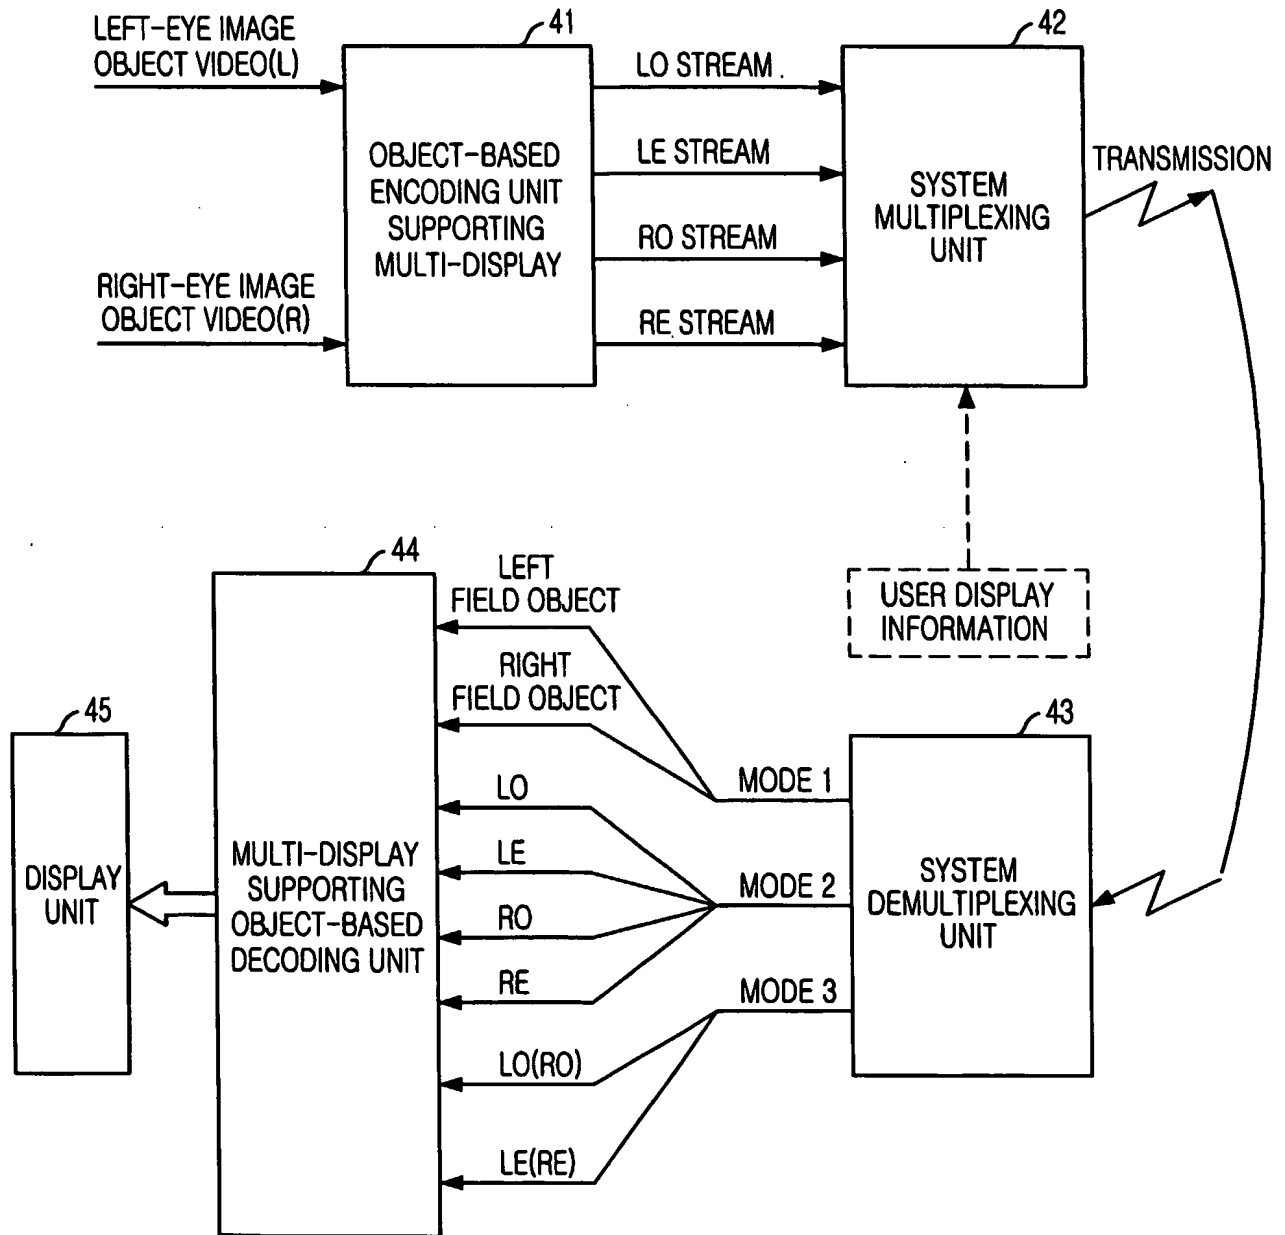 LEFT-EYE IMAGE
OBJECT VIDEO(L)
41
OBJECT-BASED
ENCODING UNIT
SUPPORTING
MULTI-DISPLAY
RIGHT-EYE IMAGE
OBJECT VIDEO(R)
LO STREAM
LE STREAM
RO STREAM
RE STREAM
42
SYSTEM
MULTIPLEXING
UNIT
TRANSMISSION
USER DISPLAY
INFORMATION
43
SYSTEM
DEMULTIPLEXING
UNIT
MODE 1
MODE 2
MODE 3
LEFT
FIELD OBJECT
RIGHT
FIELD OBJECT
LO
LE
RO
RE
LO(RO)
LE(RE)
44
MULTI-DISPLAY
SUPPORTING
OBJECT-BASED
DECODING UNIT
45
DISPLAY
UNIT